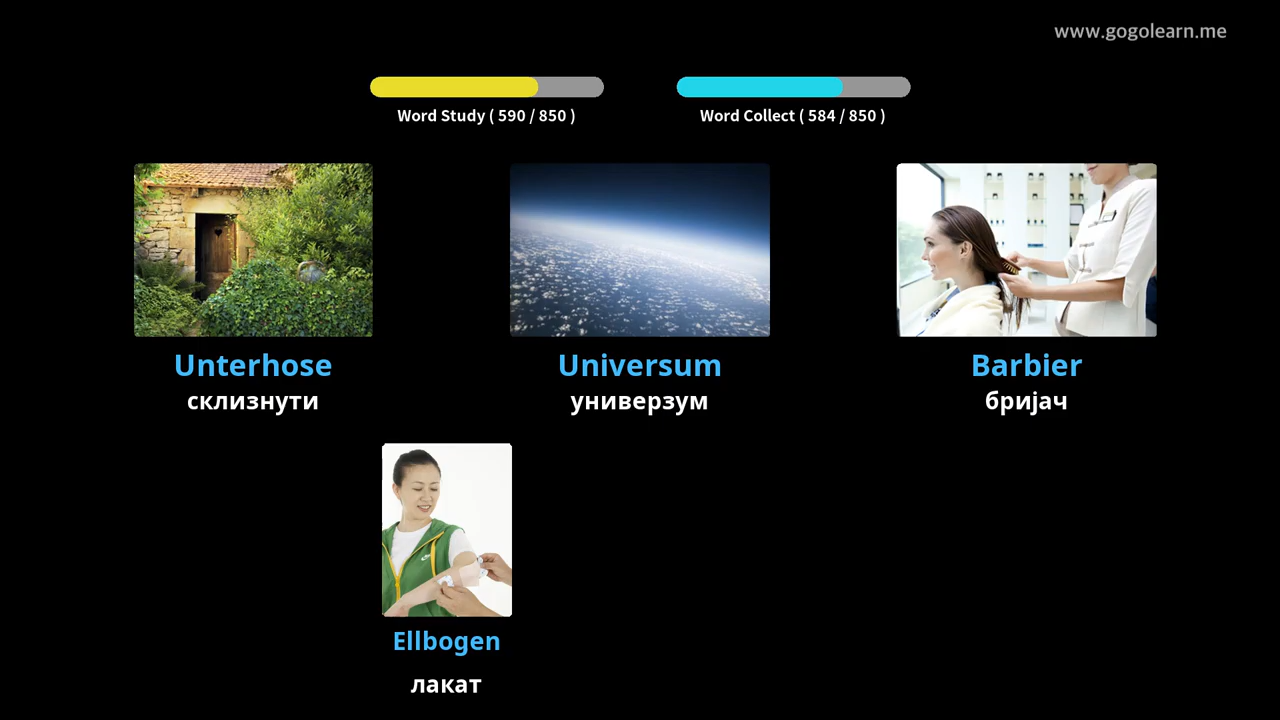 www.gogolearn.me
Word Study ( 590 / 850 )
Word Collect ( 584 / 850 )
Unterhose
склизнути
Universum
универзум
Barbier
бријач
Ellbogen
лакат